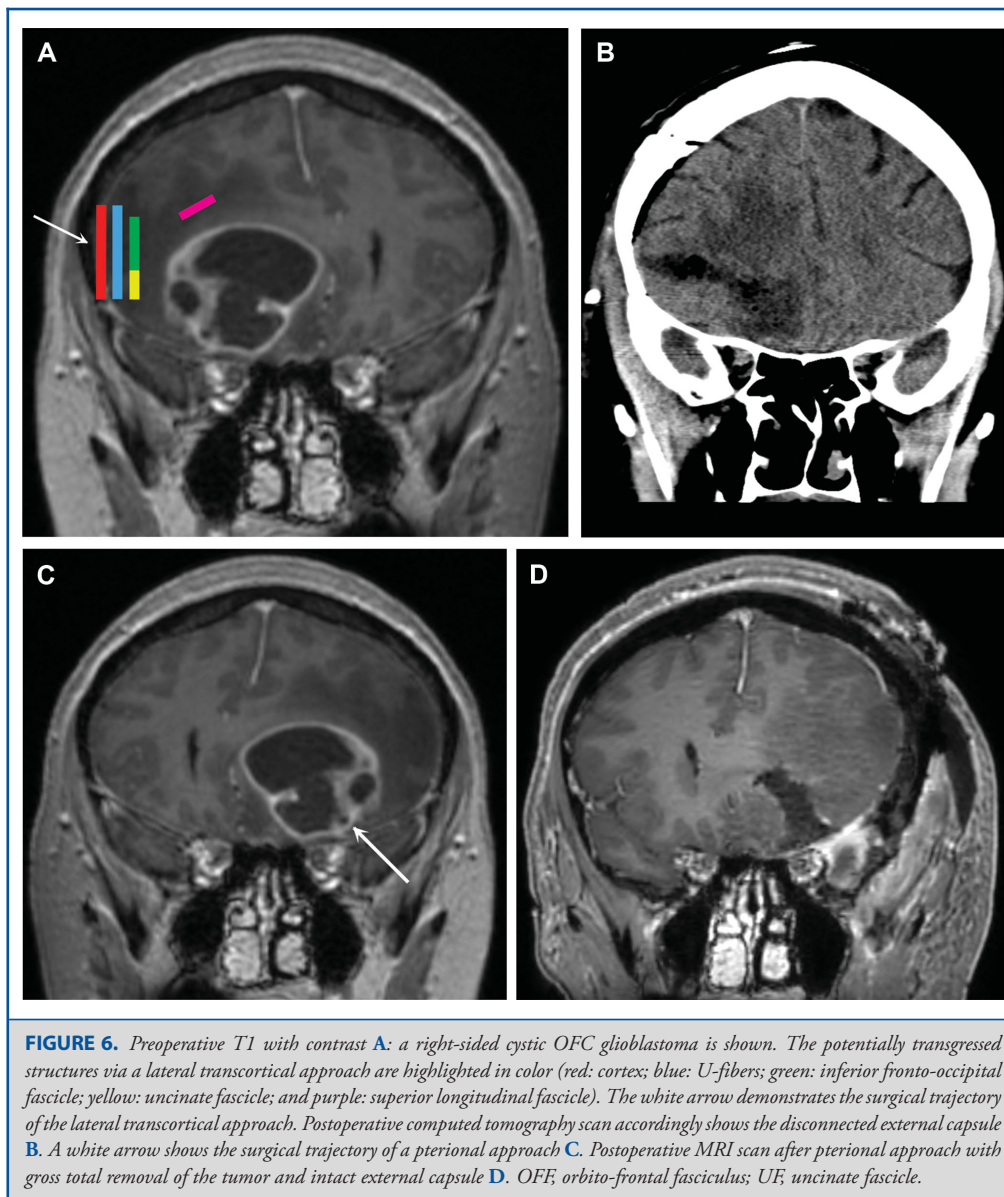 A
B
C
D
FIGURE 6. Preoperative T1 with contrast A: a right-sided cystic OFC glioblastoma is shown. The potentially transgressed
structures via a lateral transcortical approach are highlighted in color (red: cortex; blue: U-fibers; green: inferior fronto-occipital
fascicle; yellow: uncinate fascicle; and purple: superior longitudinal fascicle). The white arrow demonstrates the surgical trajectory
of the lateral transcortical approach. Postoperative computed tomography scan accordingly shows the disconnected external capsule
B. A white arrow shows the surgical trajectory of a pterional approach C. Postoperative MRI scan after pterional approach with
gross total removal of the tumor and intact external capsule D. OFF, orbito-frontal fasciculus; UF, uncinate fascicle.